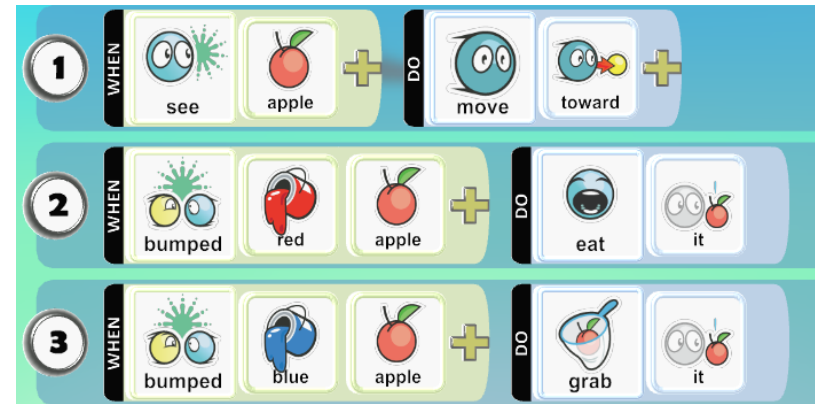 1 WHEN see apple DO move toward
2 WHEN bumped red apple DO eat it
3 WHEN bumped blue apple DO grab it